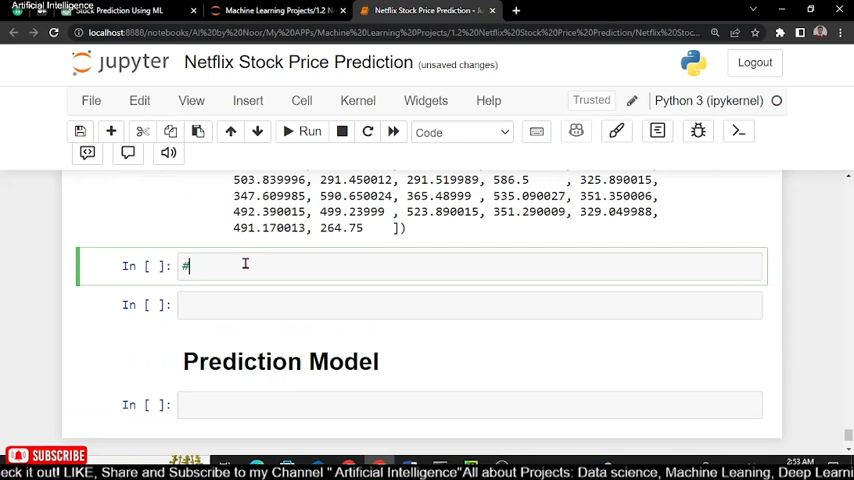 Artificial Intelligence
Stock Prediction Using ML
Machine Learning Projects/1.2 N
Netflix Stock Price Prediction - Ju
localhost:8888/notebooks/AI%20by%20Noor/My%20APPs/Machine%20Learning%20Projects/1.2%20Netflix%20Stock%20Price%20Prediction/Netflix%20Stoc...
jupyter Netflix Stock Price Prediction (unsaved changes)
Logout
File Edit View Insert Cell Kernel Widgets Help
Trusted
Python 3 (ipykernel)
Run
Code
503.839996, 291.450012, 291.519989, 586.5 , 325.890015,
347.609985, 590.650024, 365.48999 , 535.090027, 351.350006,
492.390015, 499.23999 , 523.890015, 351.290009, 329.049988,
491.170013, 264.75 ])
In [ ]: #
In [ ]:
Prediction Model
In [ ]:
SUBSCRIBE
2:53 AM
eck it out! LIKE, Share and Subscribe to my Channel " Artificial Intelligence"All about Projects: Data science, Machine Leaning, Deep Learni